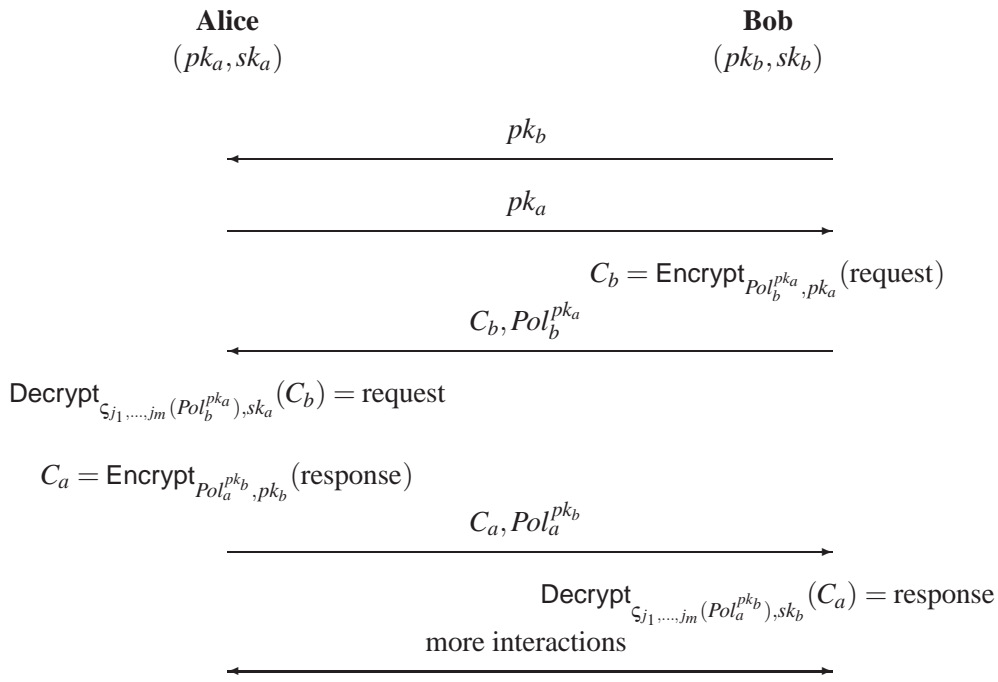 Alice Bob
(pk_a, sk_a) (pk_b, sk_b)
pk_b
pk_a
C_b = Encrypt_{Pol_b^{pk_a}, pk_a}(request)
C_b, Pol_b^{pk_a}
Decrypt_{ς_{j_1,...,j_m}(Pol_b^{pk_a}), sk_a}(C_b) = request
C_a = Encrypt_{Pol_a^{pk_b}, pk_b}(response)
C_a, Pol_a^{pk_b}
Decrypt_{ς_{j_1,...,j_m}(Pol_a^{pk_b}), sk_b}(C_a) = response
more interactions